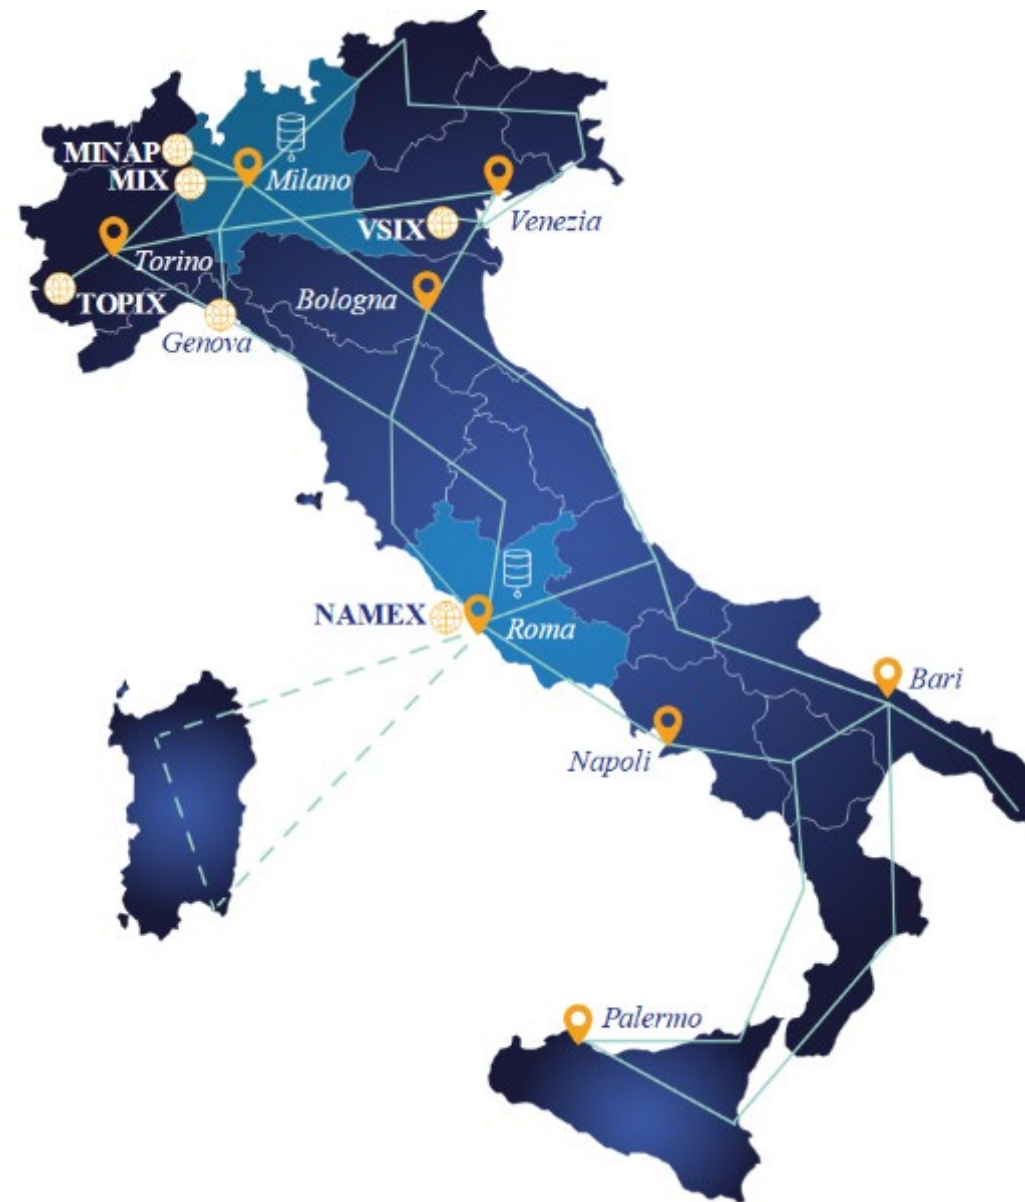 MINAP
MIX
Milano
VSIX
Venezia
Torino
TOPIX
Bologna
Genova
NAMEX
Roma
Bari
Napoli
Palermo